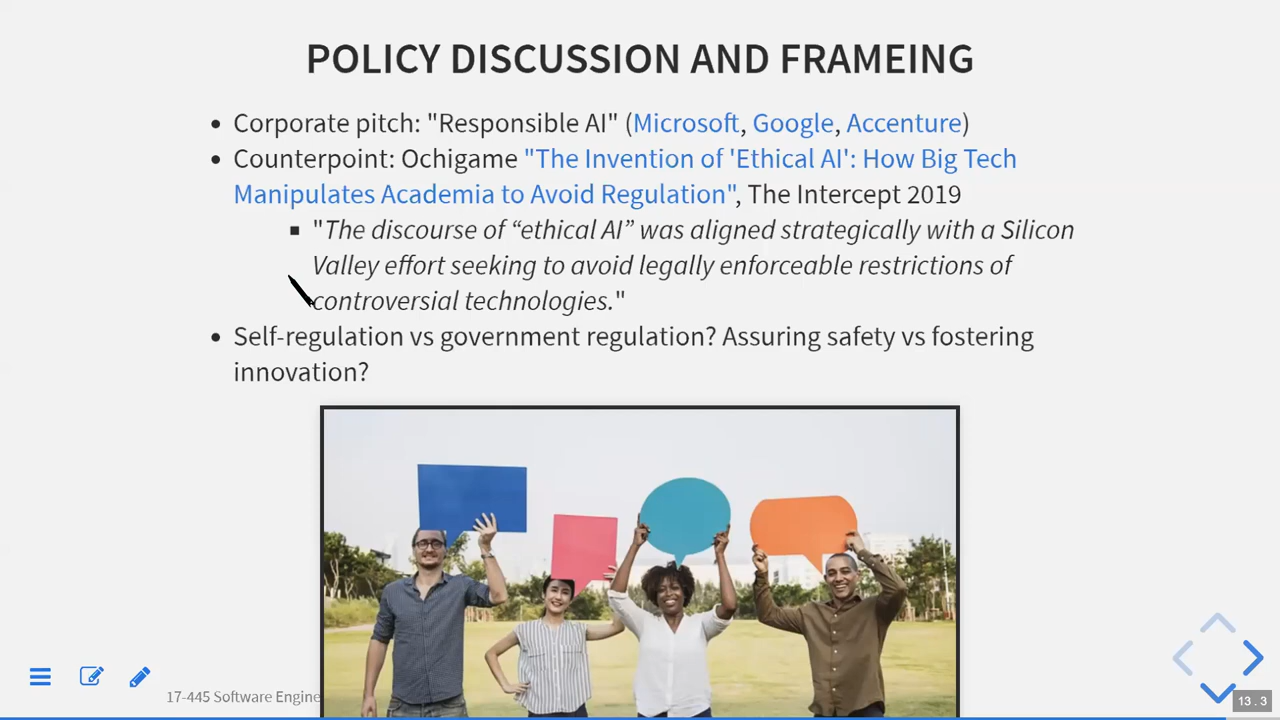 POLICY DISCUSSION AND FRAMEING
• Corporate pitch: "Responsible AI" (Microsoft, Google, Accenture)
• Counterpoint: Ochigame "The Invention of 'Ethical AI': How Big Tech
Manipulates Academia to Avoid Regulation", The Intercept 2019
▪ "The discourse of “ethical AI” was aligned strategically with a Silicon
Valley effort seeking to avoid legally enforceable restrictions of
controversial technologies."
• Self-regulation vs government regulation? Assuring safety vs fostering
innovation?
17-445 Software Engine
13.3